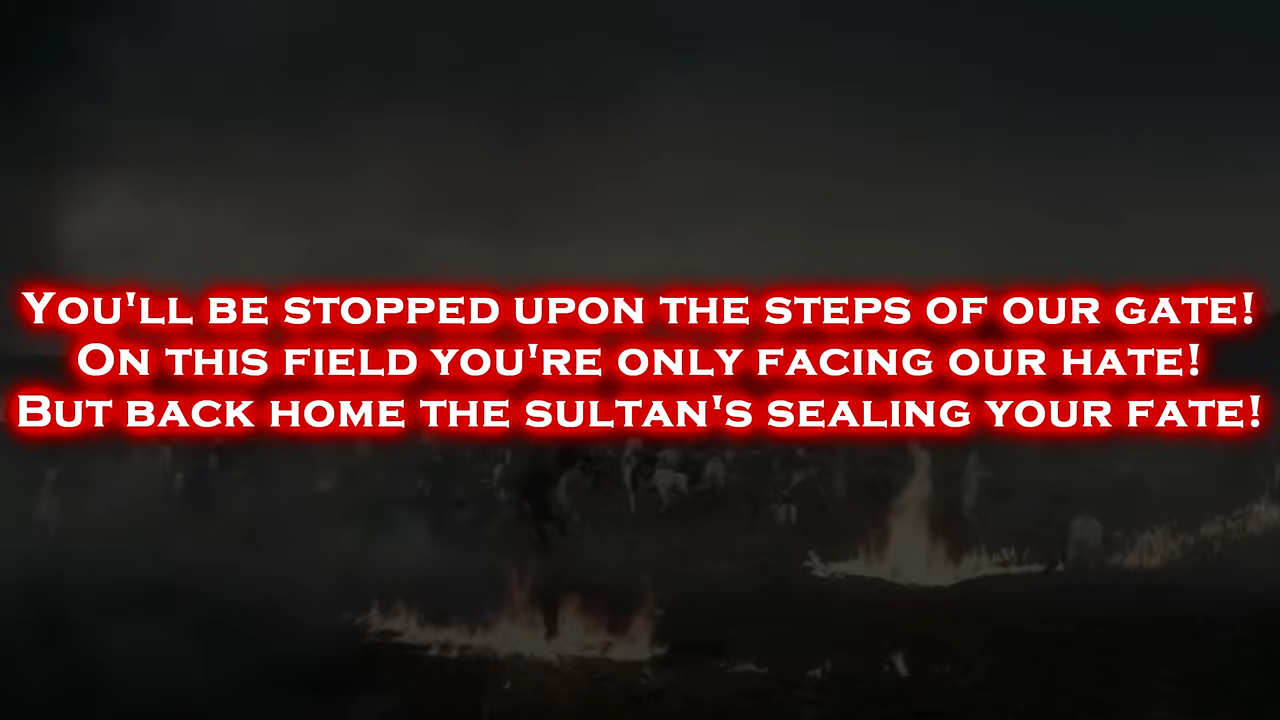 You'll be stopped upon the steps of our gate!
On this field you're only facing our hate!
But back home the sultan's sealing your fate!